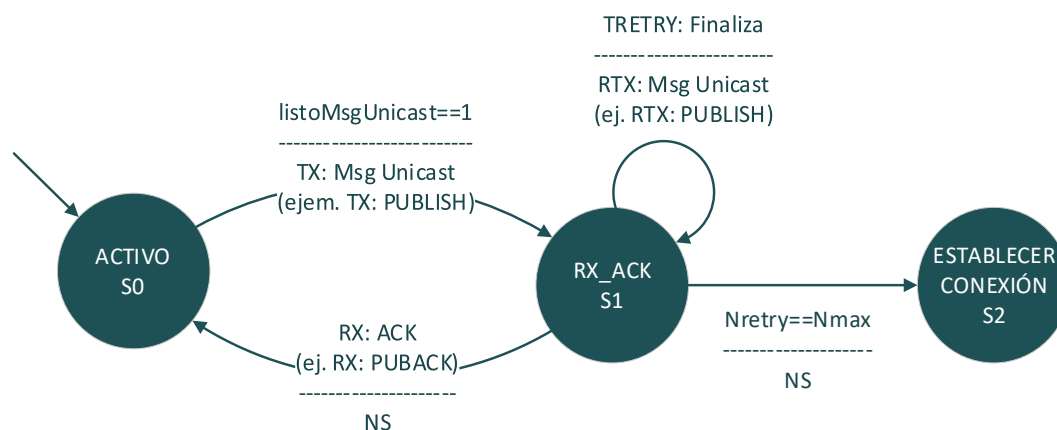 TRETRY: Finaliza
-----------------------
RTX: Msg Unicast
(ej. RTX: PUBLISH)
listoMsgUnicast==1
-------------------------
TX: Msg Unicast
(ejem. TX: PUBLISH)
ACTIVO
S0
RX_ACK
S1
ESTABLECER
CONEXIÓN
S2
RX: ACK
(ej. RX: PUBACK)
---------------------
NS
Nretry==Nmax
--------------------
NS